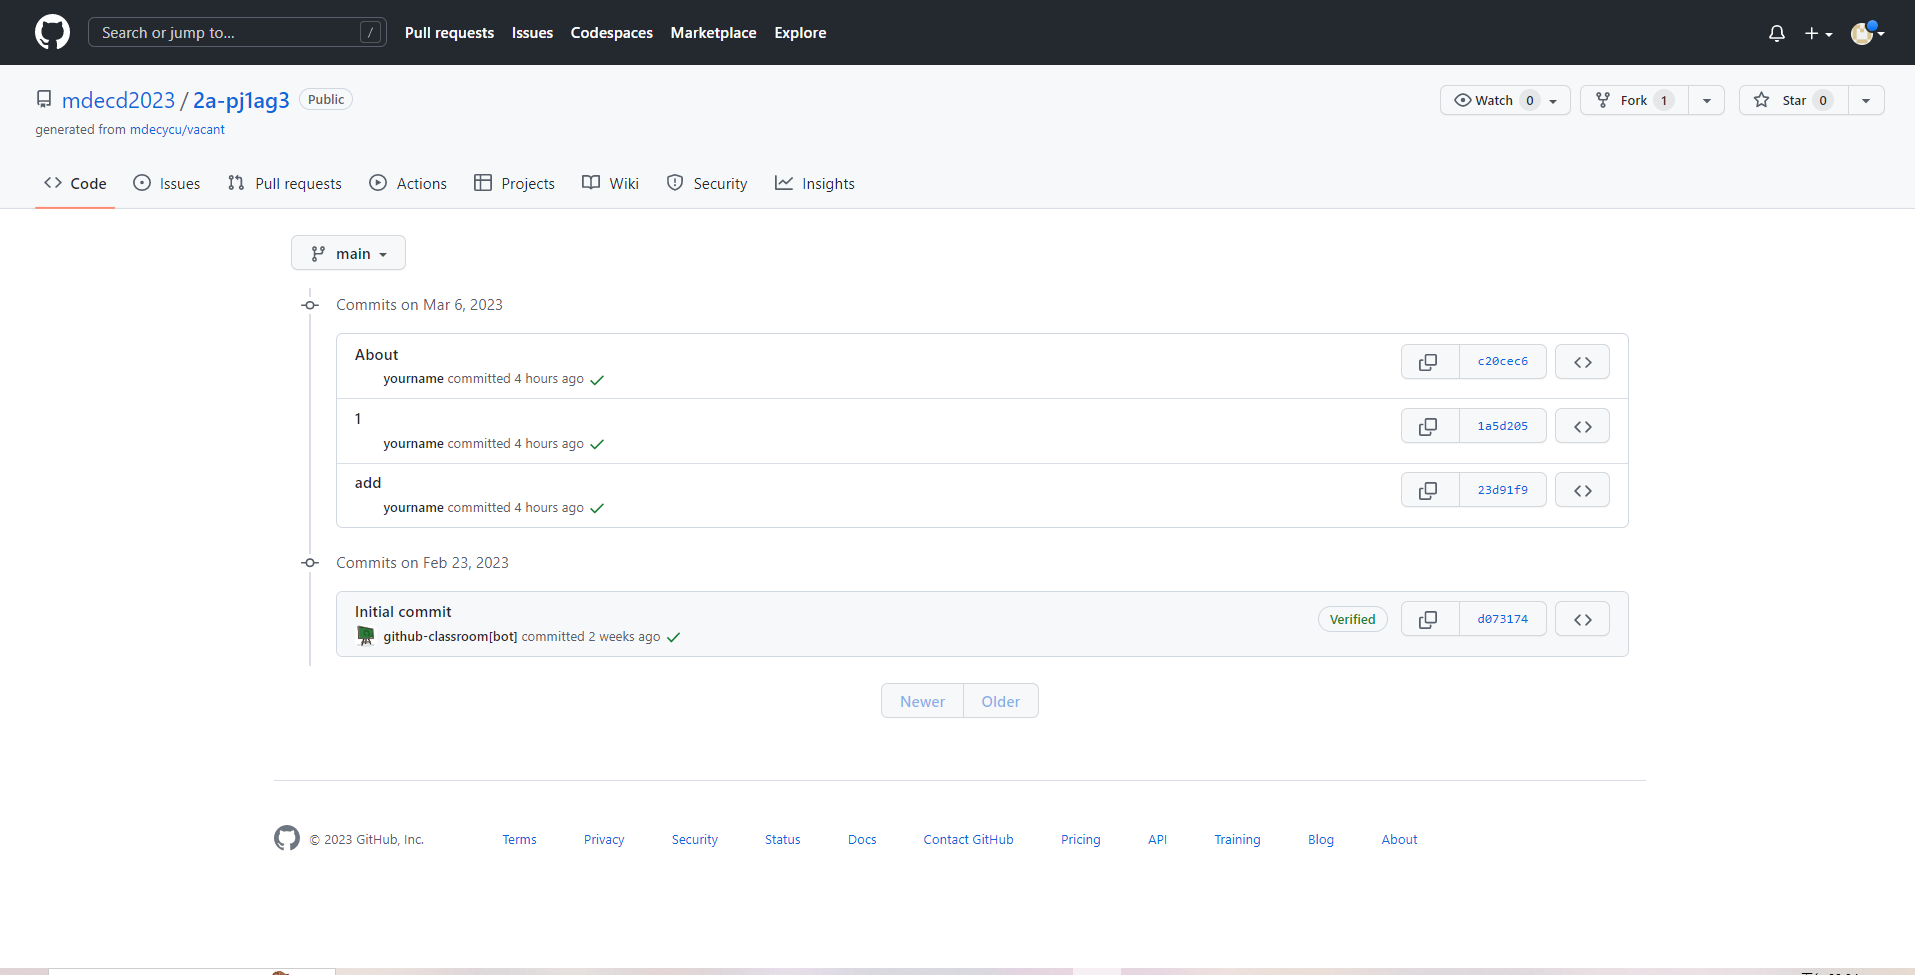 Search or jump to... / Pull requests Issues Codespaces Marketplace Explore
mdecd2023 / 2a-pj1ag3 Public Watch 0 Fork 1 Star 0
generated from mdecycu/vacant
Code Issues Pull requests Actions Projects Wiki Security Insights
main
Commits on Mar 6, 2023
About
yourname committed 4 hours ago
c20cec6
1
yourname committed 4 hours ago
1a5d205
add
yourname committed 4 hours ago
23d91f9
Commits on Feb 23, 2023
Initial commit
github-classroom[bot] committed 2 weeks ago
Verified d073174
Newer Older
© 2023 GitHub, Inc. Terms Privacy Security Status Docs Contact GitHub Pricing API Training Blog About